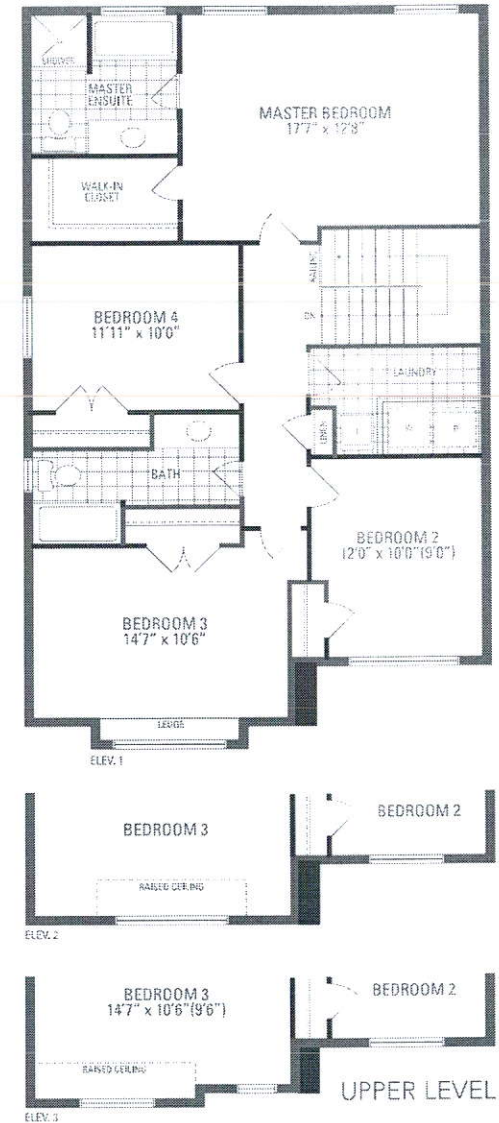 SHOWER
MASTER
ENSUITE
MASTER BEDROOM
17'7" x 12'8"
WALK-IN
CLOSET
RAILING
DN
BEDROOM 4
11'11" x 10'0"
LAUNDRY
LINEN
BATH
BEDROOM 2
(2'0" x 10'0"(9'0")
BEDROOM 3
14'7" x 10'6"
LEDGE
ELEV. 1
BEDROOM 3
BEDROOM 2
RAISED CEILING
ELEV. 2
BEDROOM 3
14'7" x 10'6"(9'6")
BEDROOM 2
RAISED CEILING
UPPER LEVEL
ELEV. 3